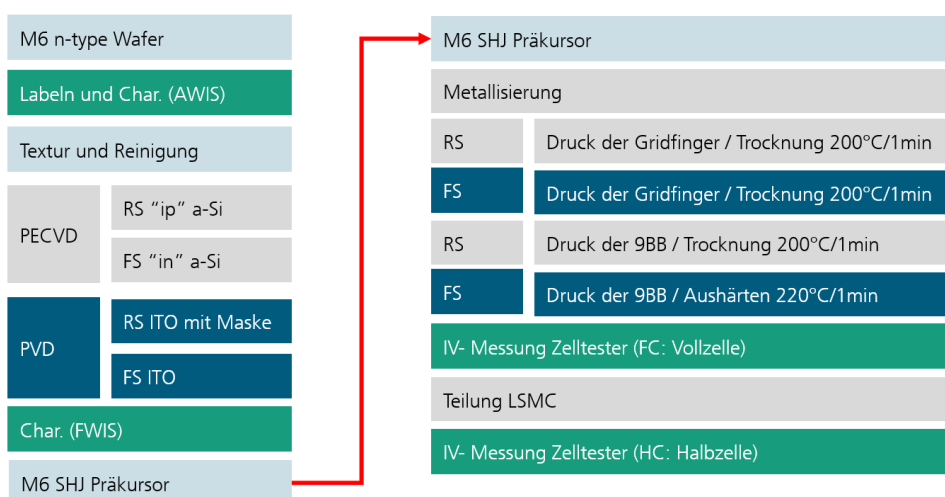 M6 n-type Wafer
Labeln und Char. (AWIS)
Textur und Reinigung
PECVD
RS “ip” a-Si
FS “in” a-Si
PVD
RS ITO mit Maske
FS ITO
Char. (FWIS)
M6 SHJ Präkursor
M6 SHJ Präkursor
Metallisierung
RS Druck der Gridfinger / Trocknung 200°C/1min
FS Druck der Gridfinger / Trocknung 200°C/1min
RS Druck der 9BB / Trocknung 200°C/1min
FS Druck der 9BB / Aushärten 220°C/1min
IV- Messung Zelltester (FC: Vollzelle)
Teilung LSMC
IV- Messung Zelltester (HC: Halbzelle)